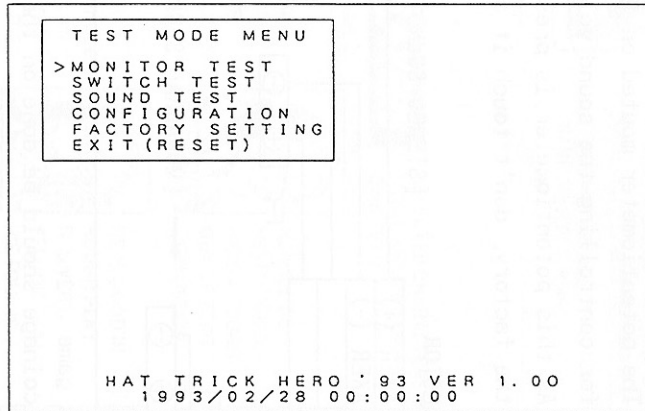 TEST MODE MENU
>MONITOR TEST
SWITCH TEST
SOUND TEST
CONFIGURATION
FACTORY SETTING
EXIT(RESET)
HAT TRICK HERO '93 VER 1.00
1993/02/28 00:00:00